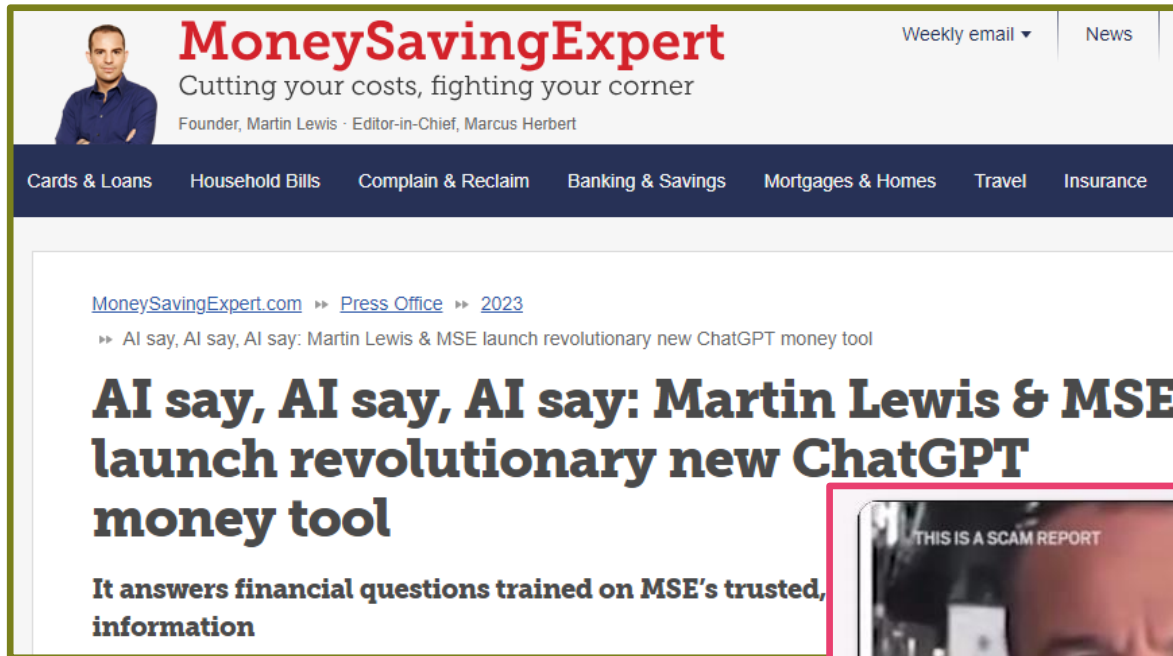 MoneySavingExpert
Cutting your costs, fighting your corner
Founder, Martin Lewis · Editor-in-Chief, Marcus Herbert
Weekly email ▾ News
Cards & Loans Household Bills Complain & Reclaim Banking & Savings Mortgages & Homes Travel Insurance
MoneySavingExpert.com Press Office 2023
AI say, AI say, AI say: Martin Lewis & MSE launch revolutionary new ChatGPT money tool
AI say, AI say, AI say: Martin Lewis & MSE
launch revolutionary new ChatGPT
money tool
It answers financial questions trained on MSE's trusted,
information
THIS IS A SCAM REPORT